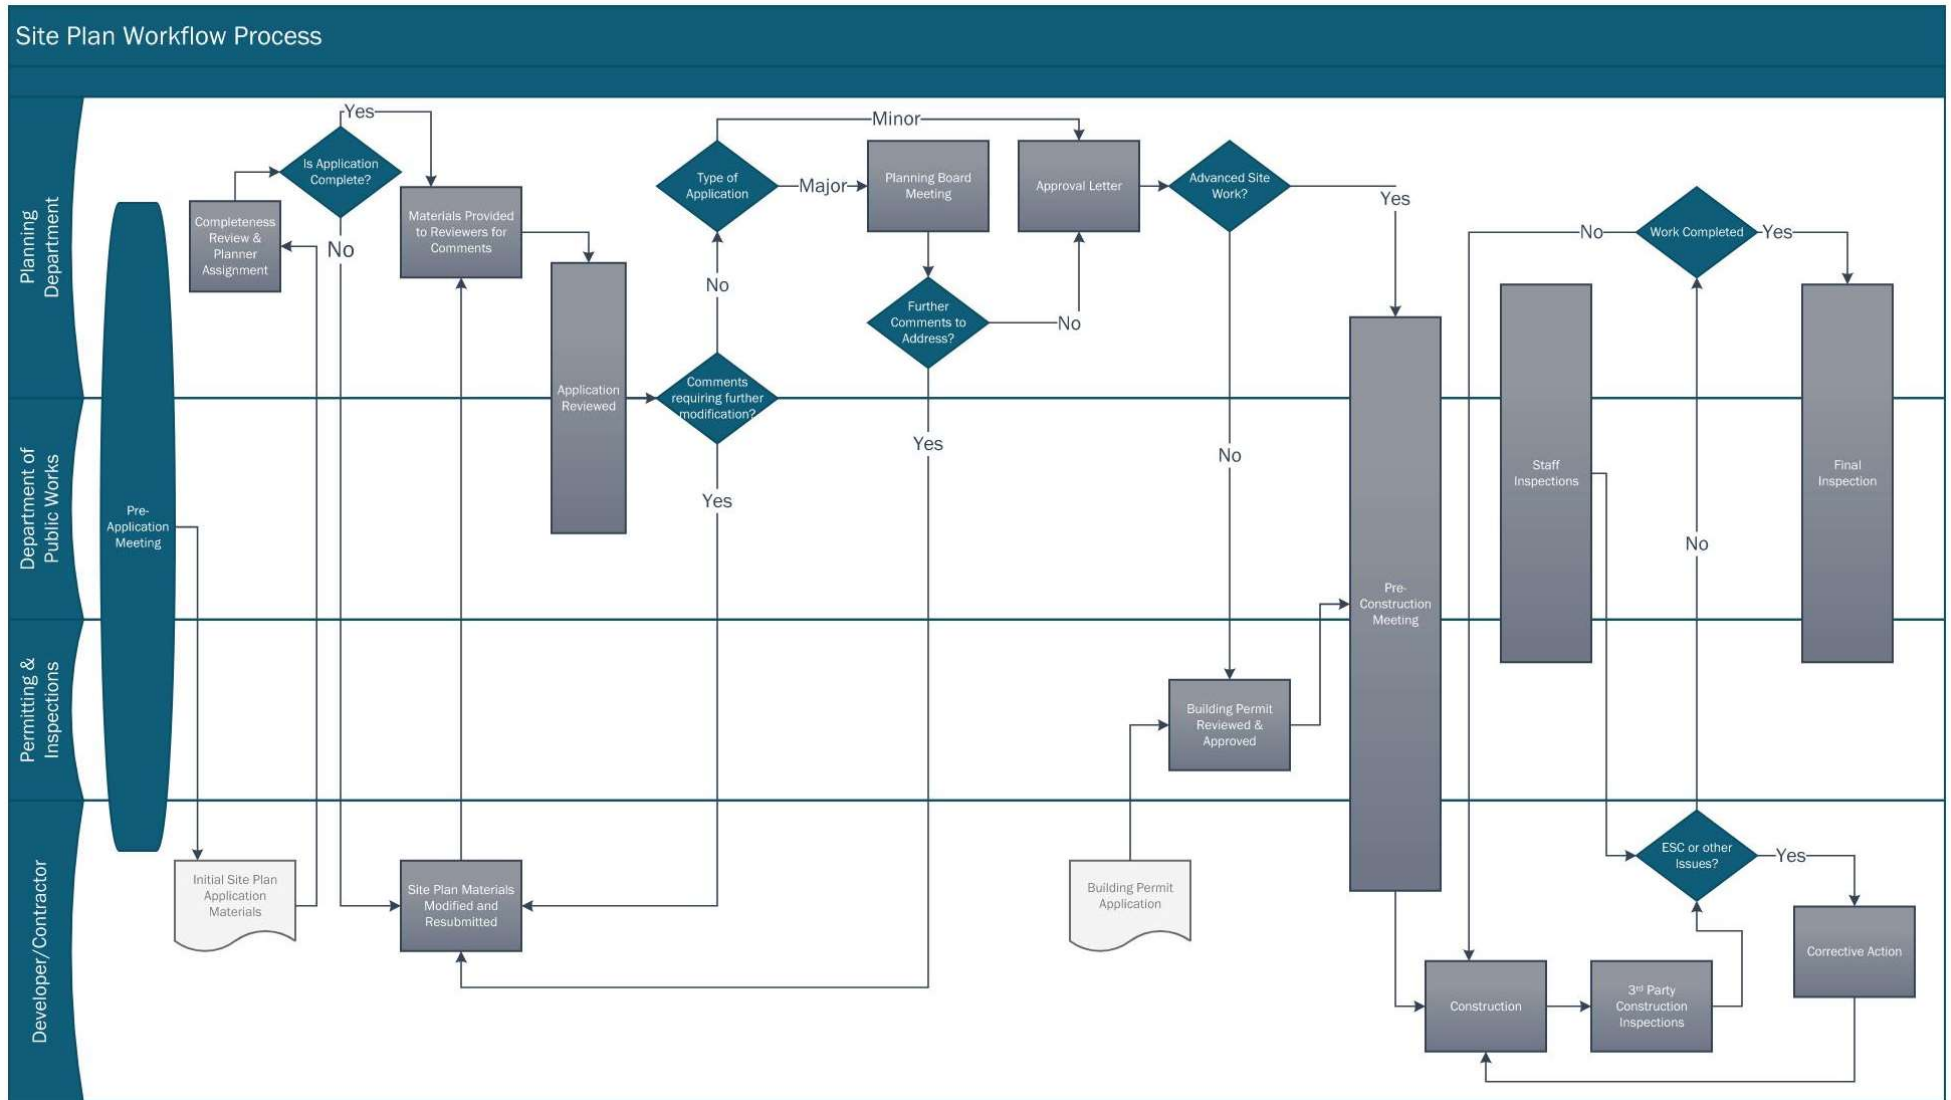 Site Plan Workflow Process
Planning
Department
Department of
Public Works
Permitting &
Inspections
Developer/Contractor
Pre-
Application
Meeting
Initial Site Plan
Application
Materials
Completeness
Review &
Planner
Assignment
Is Application
Complete?
Yes
No
Materials Provided
to Reviewers for
Comments
Site Plan Materials
Modified and
Resubmitted
Application
Reviewed
Comments
requiring further
modification?
No
Yes
Type of
Application
Minor
Major
Planning Board
Meeting
Further
Comments to
Address?
No
Yes
Approval Letter
Advanced Site
Work?
Yes
No
Building Permit
Application
Building Permit
Reviewed &
Approved
Pre-
Construction
Meeting
Construction
3rd Party
Construction
Inspections
Staff
Inspections
ESC or other
Issues?
Yes
No
Corrective Action
Work Completed
No
Yes
Final
Inspection